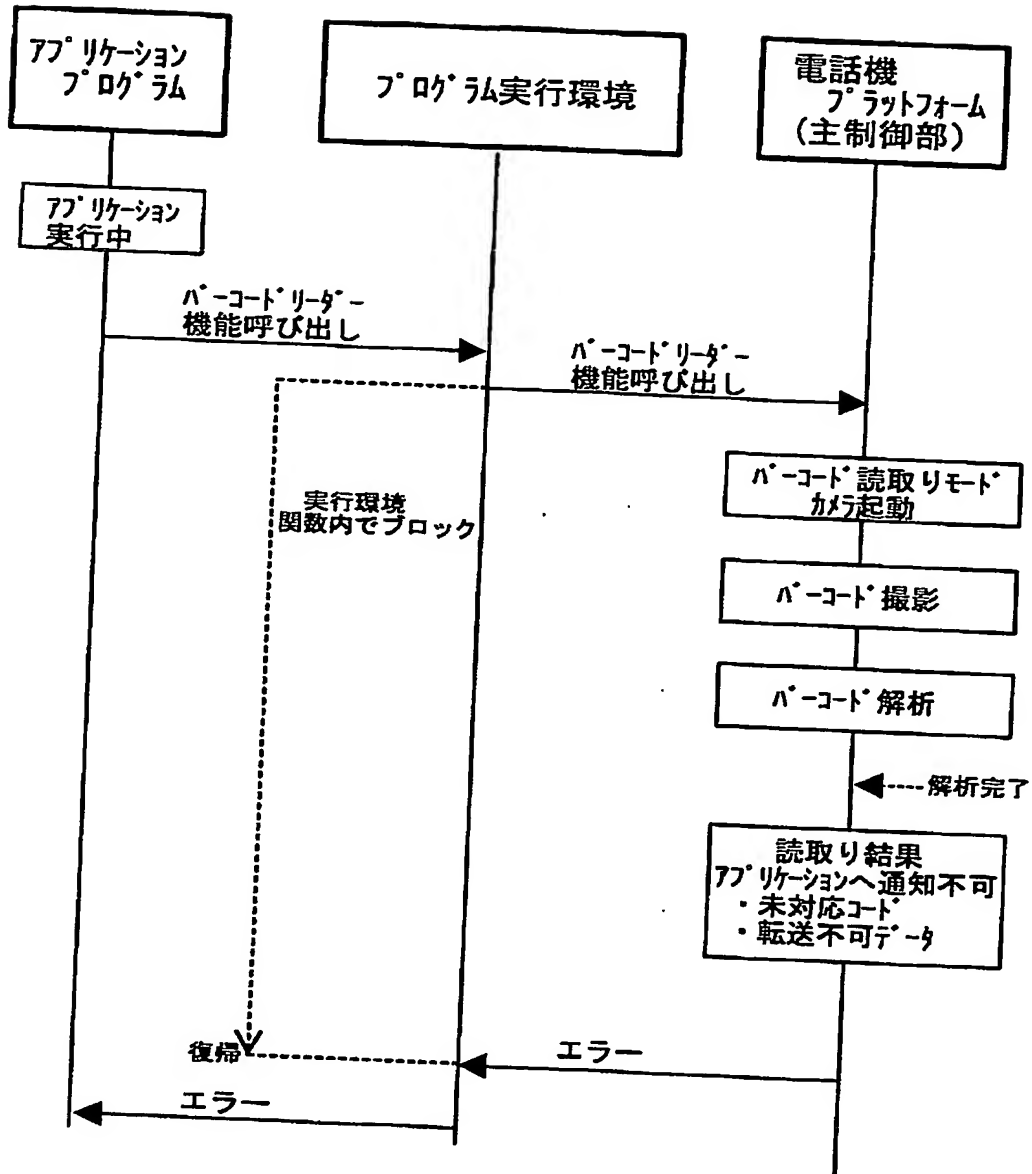 アプリケーション
プログラム
プログラム実行環境
電話機
プラットフォーム
(主制御部)
アプリケーション
実行中
バーコードリーダー
機能呼び出し
バーコードリーダー
機能呼び出し
実行環境
関数内でブロック
バーコード読取りモード
カメラ起動
バーコード撮影
バーコード解析
解析完了
読取り結果
アプリケーションへ通知不可
・未対応コード
・転送不可データ
復帰
エラー
エラー